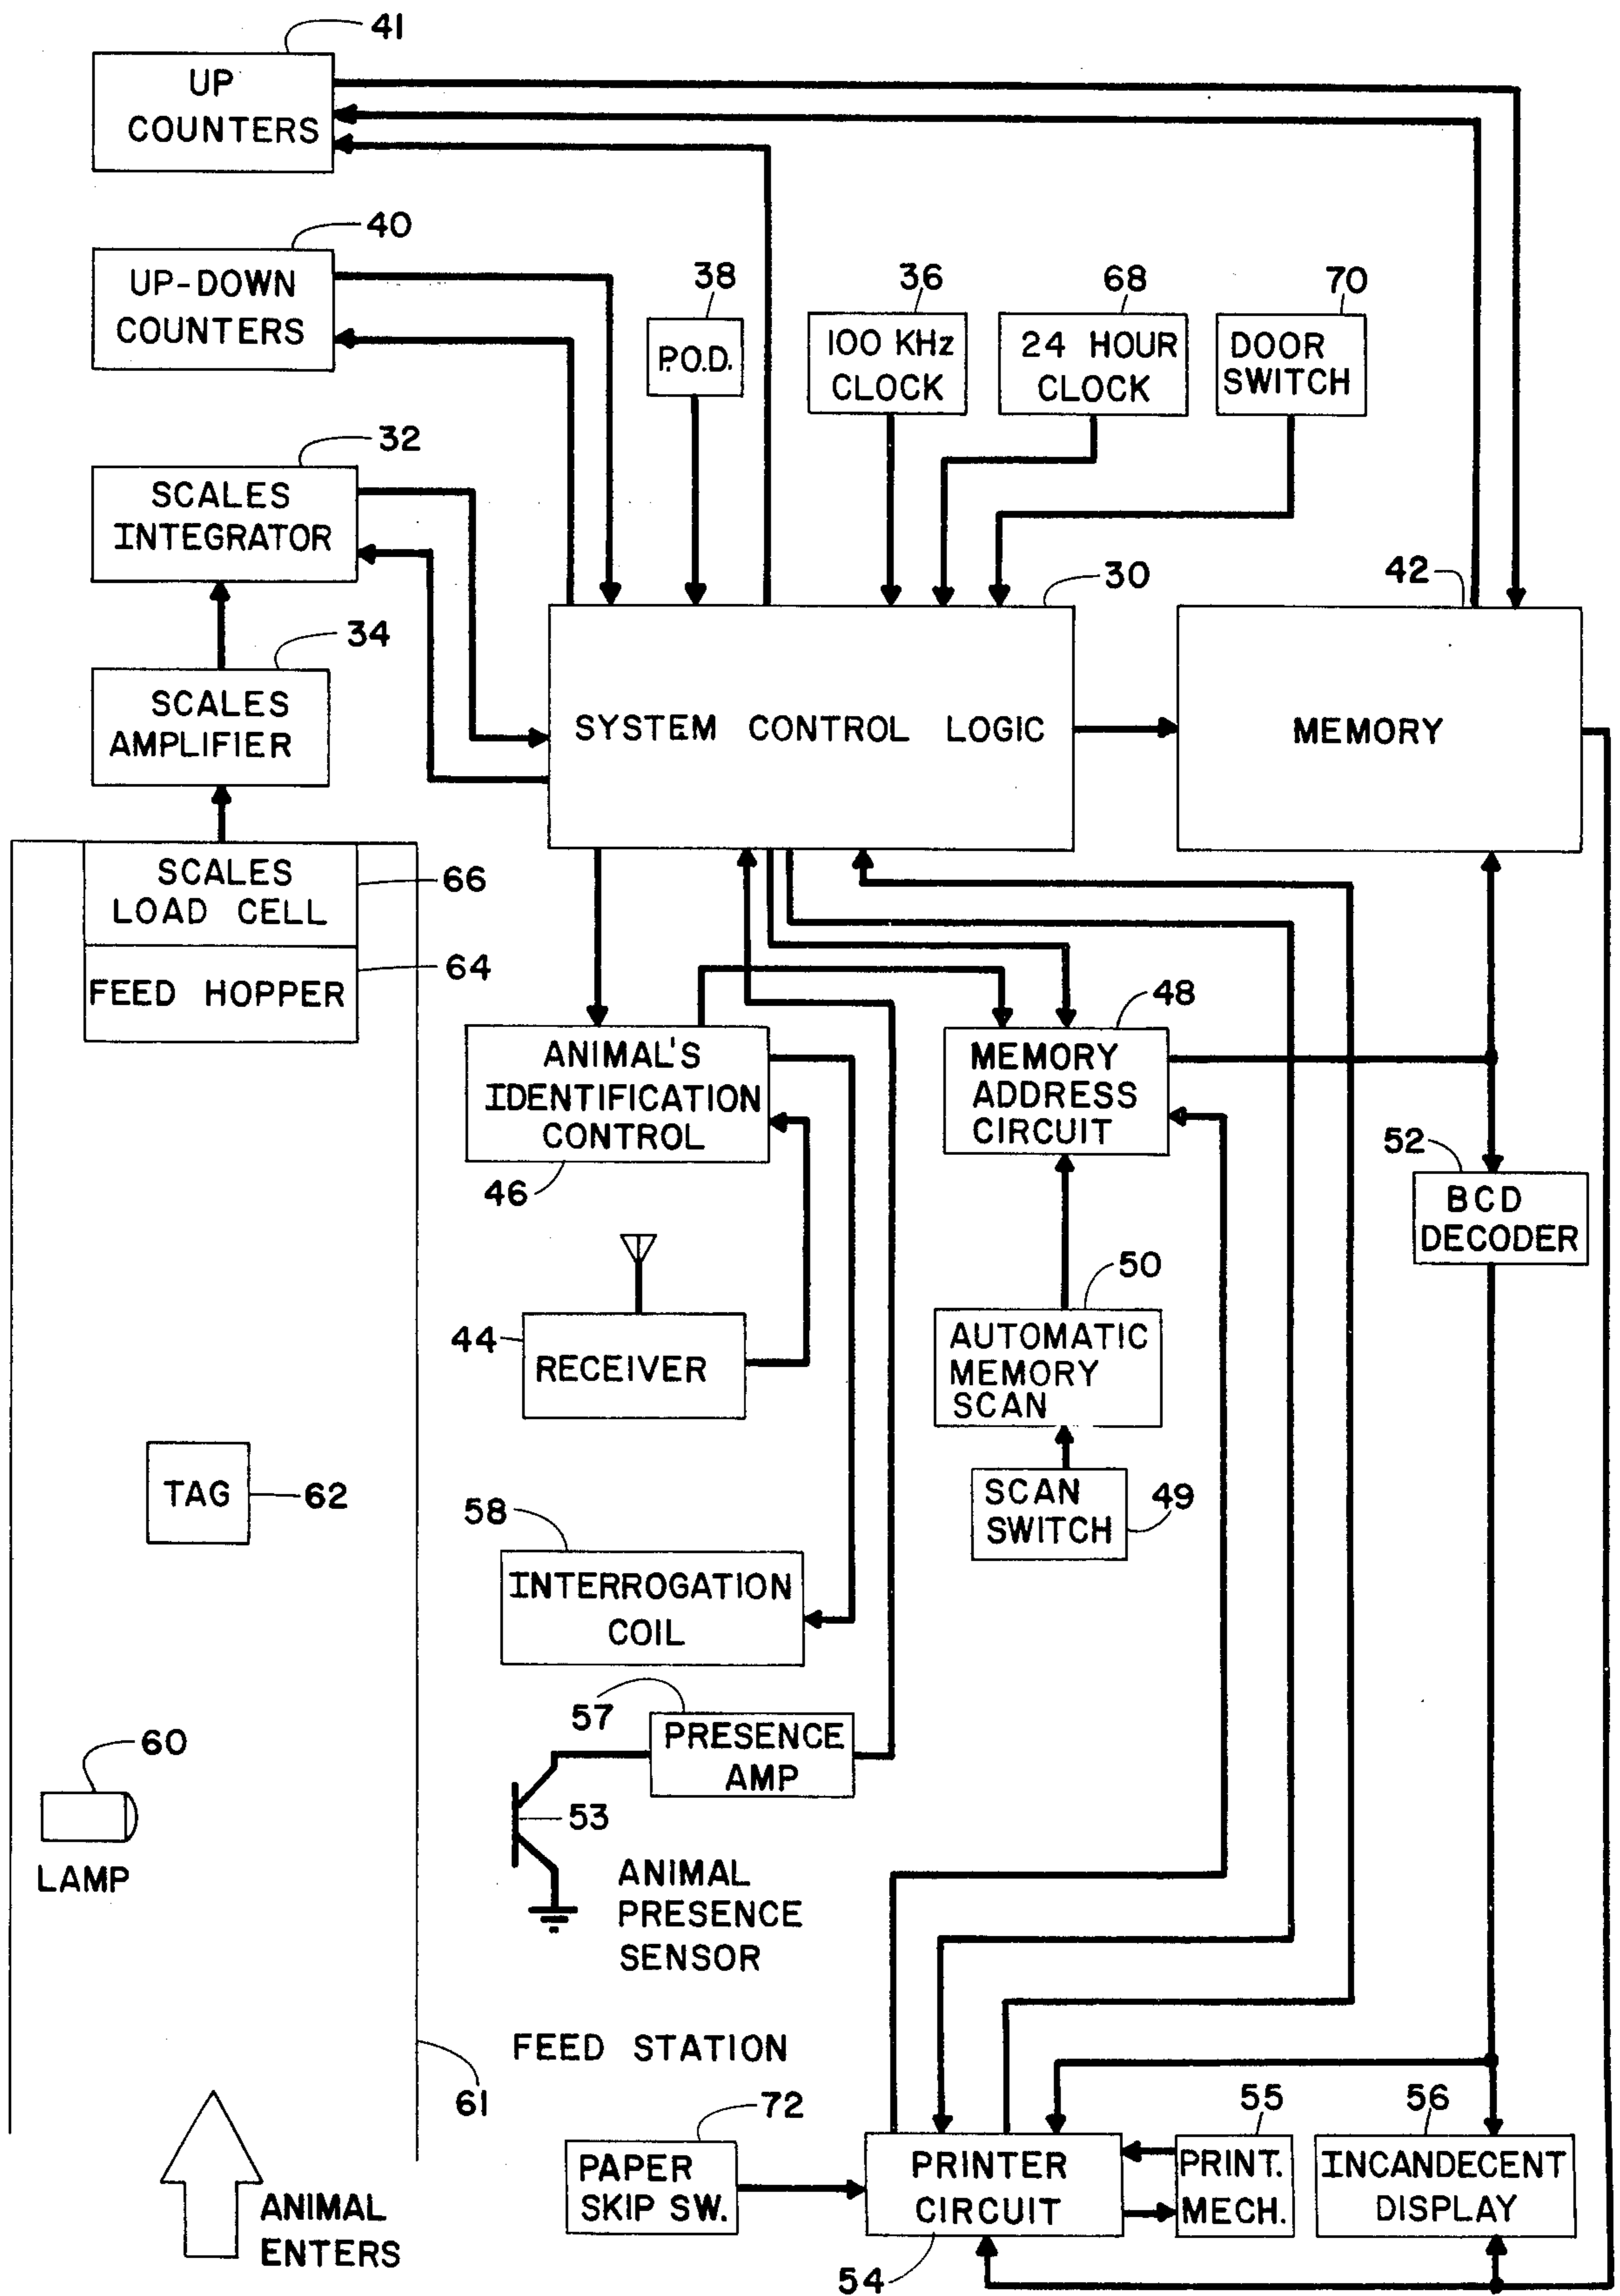 41
UP
COUNTERS
40
UP-DOWN
COUNTERS
38
P.O.D.
36
100 KHz
CLOCK
68
24 HOUR
CLOCK
70
DOOR
SWITCH
32
SCALES
INTEGRATOR
34
SCALES
AMPLIFIER
30
SYSTEM CONTROL LOGIC
42
MEMORY
SCALES
LOAD CELL
66
FEED HOPPER
64
ANIMAL'S
IDENTIFICATION
CONTROL
46
48
MEMORY
ADDRESS
CIRCUIT
52
BCD
DECODER
44
RECEIVER
50
AUTOMATIC
MEMORY
SCAN
TAG
62
SCAN
SWITCH
49
58
INTERROGATION
COIL
57
PRESENCE
AMP
60
LAMP
53
ANIMAL
PRESENCE
SENSOR
FEED STATION
61
ANIMAL
ENTERS
72
PAPER
SKIP SW.
PRINTER
CIRCUIT
54
55
PRINT.
MECH.
56
INCANDECENT
DISPLAY